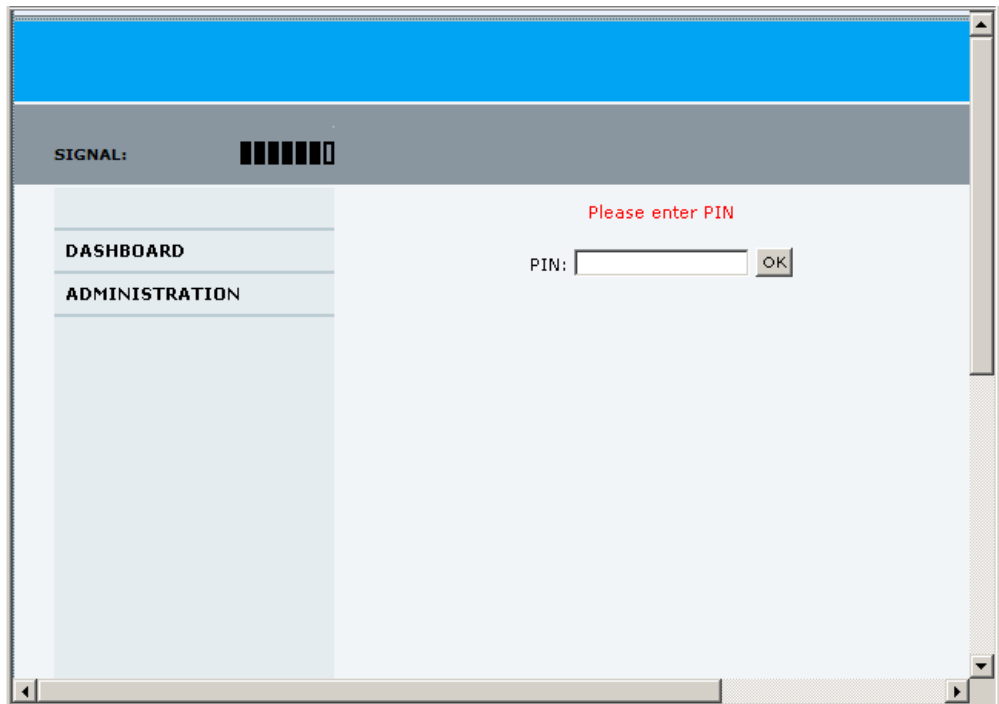 SIGNAL:
Please enter PIN
DASHBOARD
PIN:
OK
ADMINISTRATION